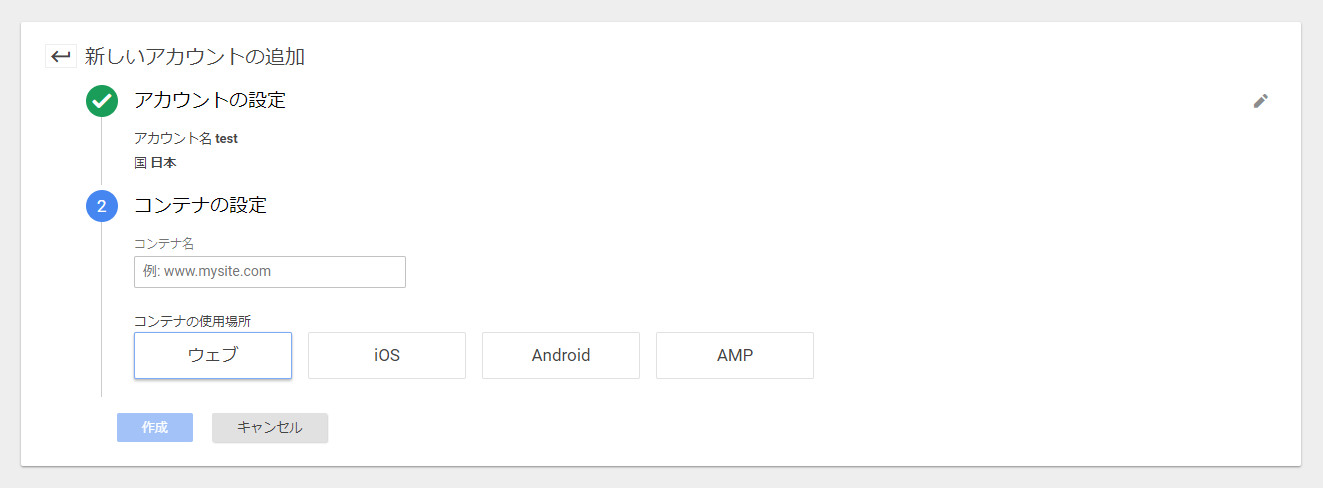 新しいアカウントの追加
アカウントの設定
アカウント名 test
国 日本
2
コンテナの設定
コンテナ名
例: www.mysite.com
コンテナの使用場所
ウェブ iOS Android AMP
作成 キャンセル